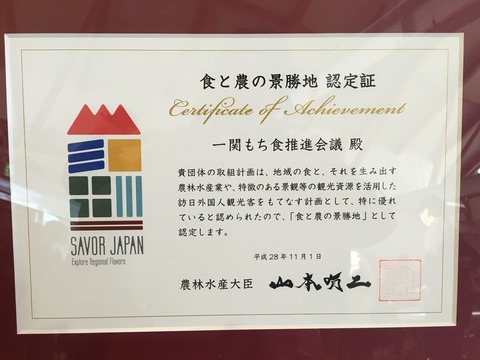 食と農の景勝地 認定証
Certificate of Achievement
一関もち食推進会議 殿
貴団体の取組計画は、地域の食と、それを生み出す
農林水産業や、特徴のある景観等の観光資源を活用した
訪日外国人観光客をもてなす計画として、特に優れ
ていると認められたので、「食と農の景勝地」として
認定します。
平成28年11月1日
農林水産大臣 山本有二
SAVOR JAPAN
Explore Regional Flavors